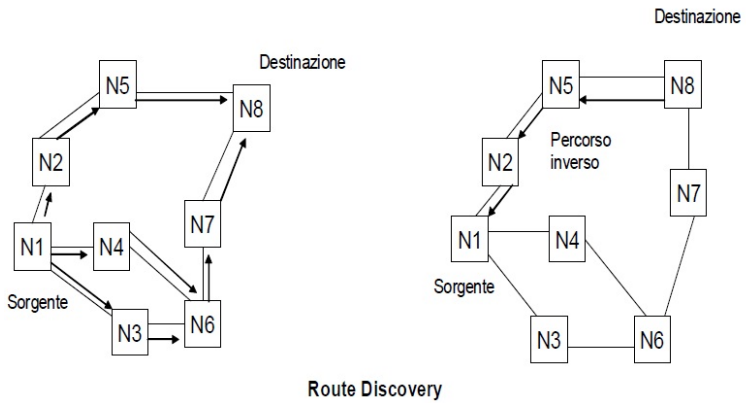 Destinazione
N5
N8
N2
N7
N1
N4
Sorgente
N3
N6
Destinazione
N5
N8
Percorso
inverso
N2
N7
N1
N4
Sorgente
N3
N6
Route Discovery